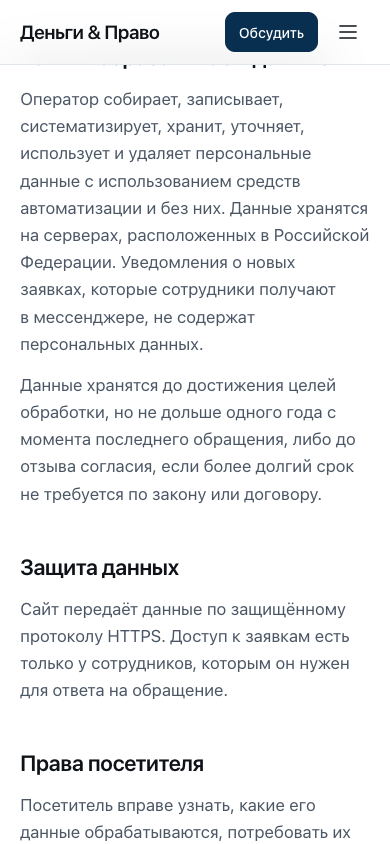 Деньги & Право
Обсудить
Оператор собирает, записывает,
систематизирует, хранит, уточняет,
использует и удаляет персональные
данные с использованием средств
автоматизации и без них. Данные хранятся
на серверах, расположенных в Российской
Федерации. Уведомления о новых
заявках, которые сотрудники получают
в мессенджере, не содержат
персональных данных.
Данные хранятся до достижения целей
обработки, но не дольше одного года с
момента последнего обращения, либо до
отзыва согласия, если более долгий срок
не требуется по закону или договору.
Защита данных
Сайт передаёт данные по защищённому
протоколу HTTPS. Доступ к заявкам есть
только у сотрудников, которым он нужен
для ответа на обращение.
Права посетителя
Посетитель вправе узнать, какие его
данные обрабатываются, потребовать их